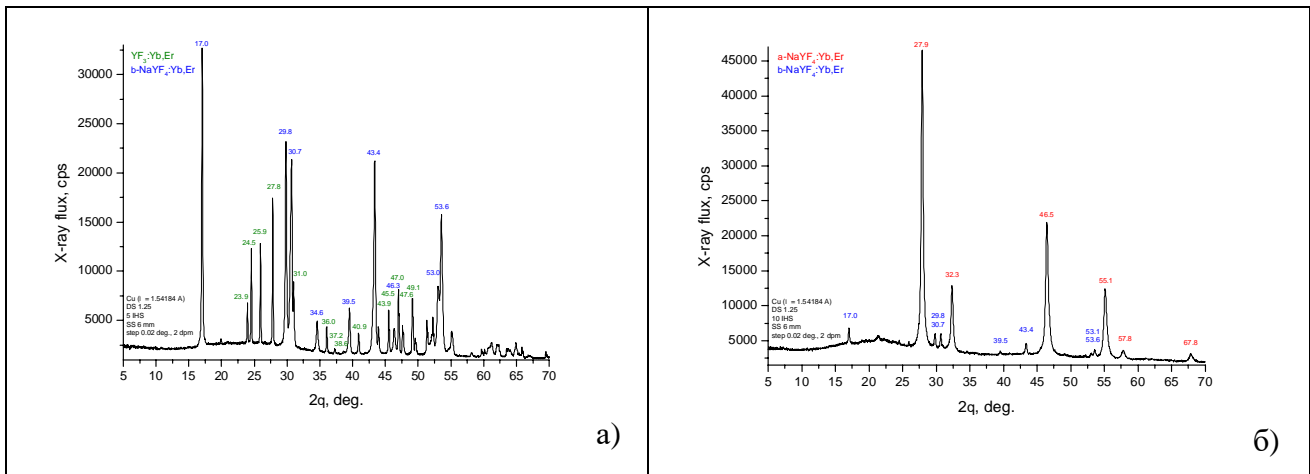 YF3:Yb,Er
b-NaYF4:Yb,Er
X-ray flux, cps
30000
25000
20000
15000
10000
5000
17.0
23.9
24.5
25.9
27.8
29.8
30.7
31.0
34.6
36.0
37.2
38.6
39.5
40.9
43.4
43.9
45.5
46.3
47.0
47.6
49.1
53.0
53.6
Cu (l = 1.54184 A)
DS 1.25
5 IHS
SS 6 mm
step 0.02 deg., 2 dpm
5 10 15 20 25 30 35 40 45 50 55 60 65 70
2q, deg.
а)
a-NaYF4:Yb,Er
b-NaYF4:Yb,Er
X-ray flux, cps
45000
40000
35000
30000
25000
20000
15000
10000
5000
17.0
27.9
29.8
30.7
32.3
39.5
43.4
46.5
53.1
53.6
55.1
57.8
67.8
Cu (l = 1.54184 A)
DS 1.25
10 IHS
SS 6 mm
step 0.02 deg., 2 dpm
5 10 15 20 25 30 35 40 45 50 55 60 65 70
2q, deg.
б)